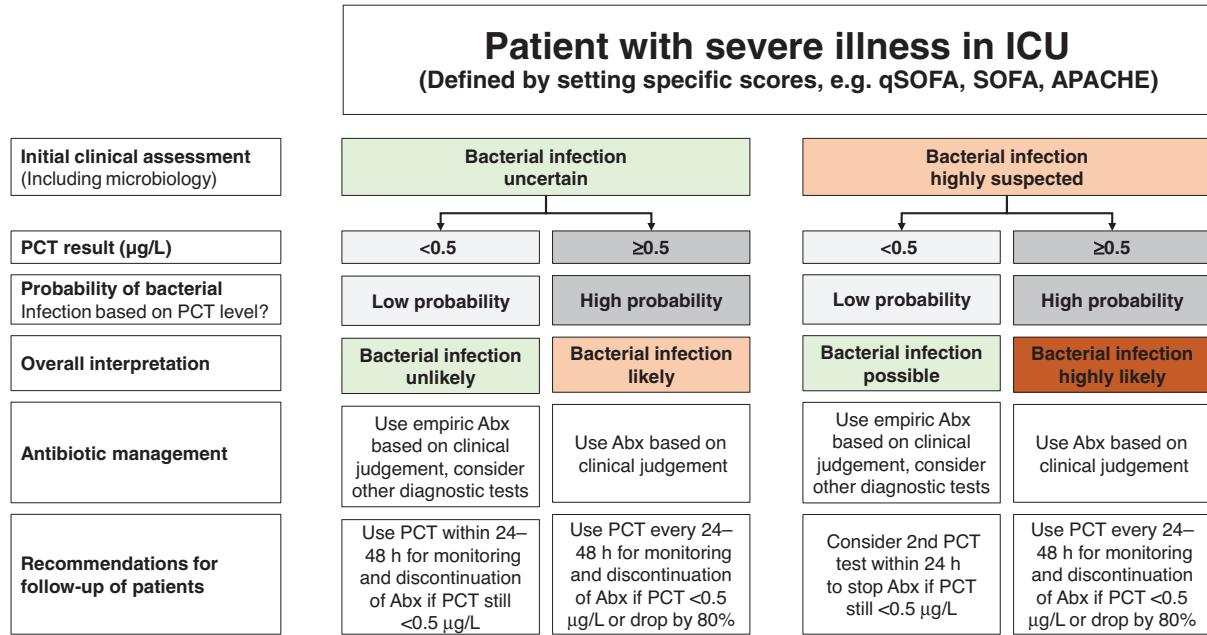 Patient with severe illness in ICU
(Defined by setting specific scores, e.g. qSOFA, SOFA, APACHE)
Initial clinical assessment
(Including microbiology)
Bacterial infection
uncertain
Bacterial infection
highly suspected
PCT result (µg/L)
<0.5
≥0.5
<0.5
≥0.5
Probability of bacterial
Infection based on PCT level?
Low probability
High probability
Low probability
High probability
Overall interpretation
Bacterial infection
unlikely
Bacterial infection
likely
Bacterial infection
possible
Bacterial infection
highly likely
Antibiotic management
Use empiric Abx
based on clinical
judgement, consider
other diagnostic tests
Use Abx based on
clinical judgement
Use empiric Abx
based on clinical
judgement, consider
other diagnostic tests
Use Abx based on
clinical judgement
Recommendations for
follow-up of patients
Use PCT within 24–
48 h for monitoring
and discontinuation
of Abx if PCT still
<0.5 µg/L
Use PCT every 24–
48 h for monitoring
and discontinuation
of Abx if PCT <0.5
µg/L or drop by 80%
Consider 2nd PCT
test within 24 h
to stop Abx if PCT
still <0.5 µg/L
Use PCT every 24–
48 h for monitoring
and discontinuation
of Abx if PCT <0.5
µg/L or drop by 80%